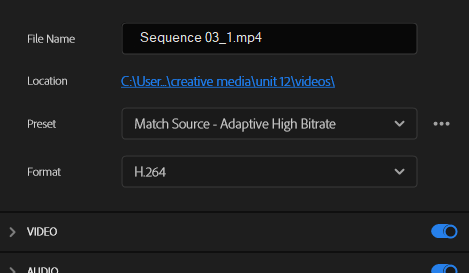 File Name Sequence 03_1.mp4
Location C:\User...\creative media\unit 12\videos\
Preset Match Source - Adaptive High Bitrate
Format H.264
VIDEO
AUDIO